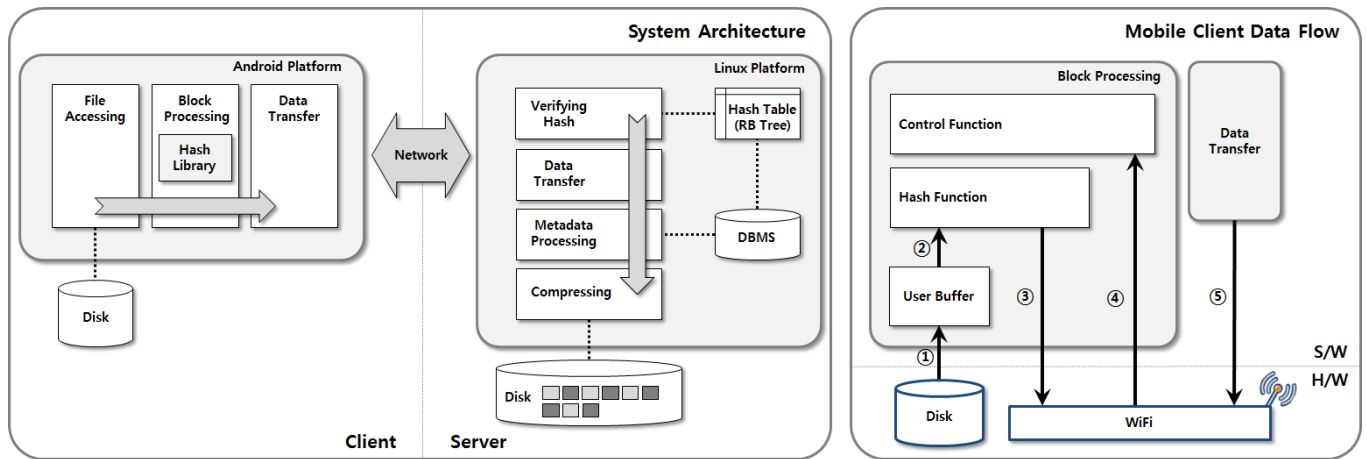 System Architecture
Android Platform
File
Accessing
Block
Processing
Hash
Library
Data
Transfer
Disk
Network
Linux Platform
Verifying
Hash
Data
Transfer
Metadata
Processing
Compressing
Hash Table
(RB Tree)
DBMS
Disk
Client
Server
Mobile Client Data Flow
Block Processing
Control Function
Hash Function
User Buffer
Data
Transfer
①
②
③
④
⑤
S/W
H/W
Disk
WiFi